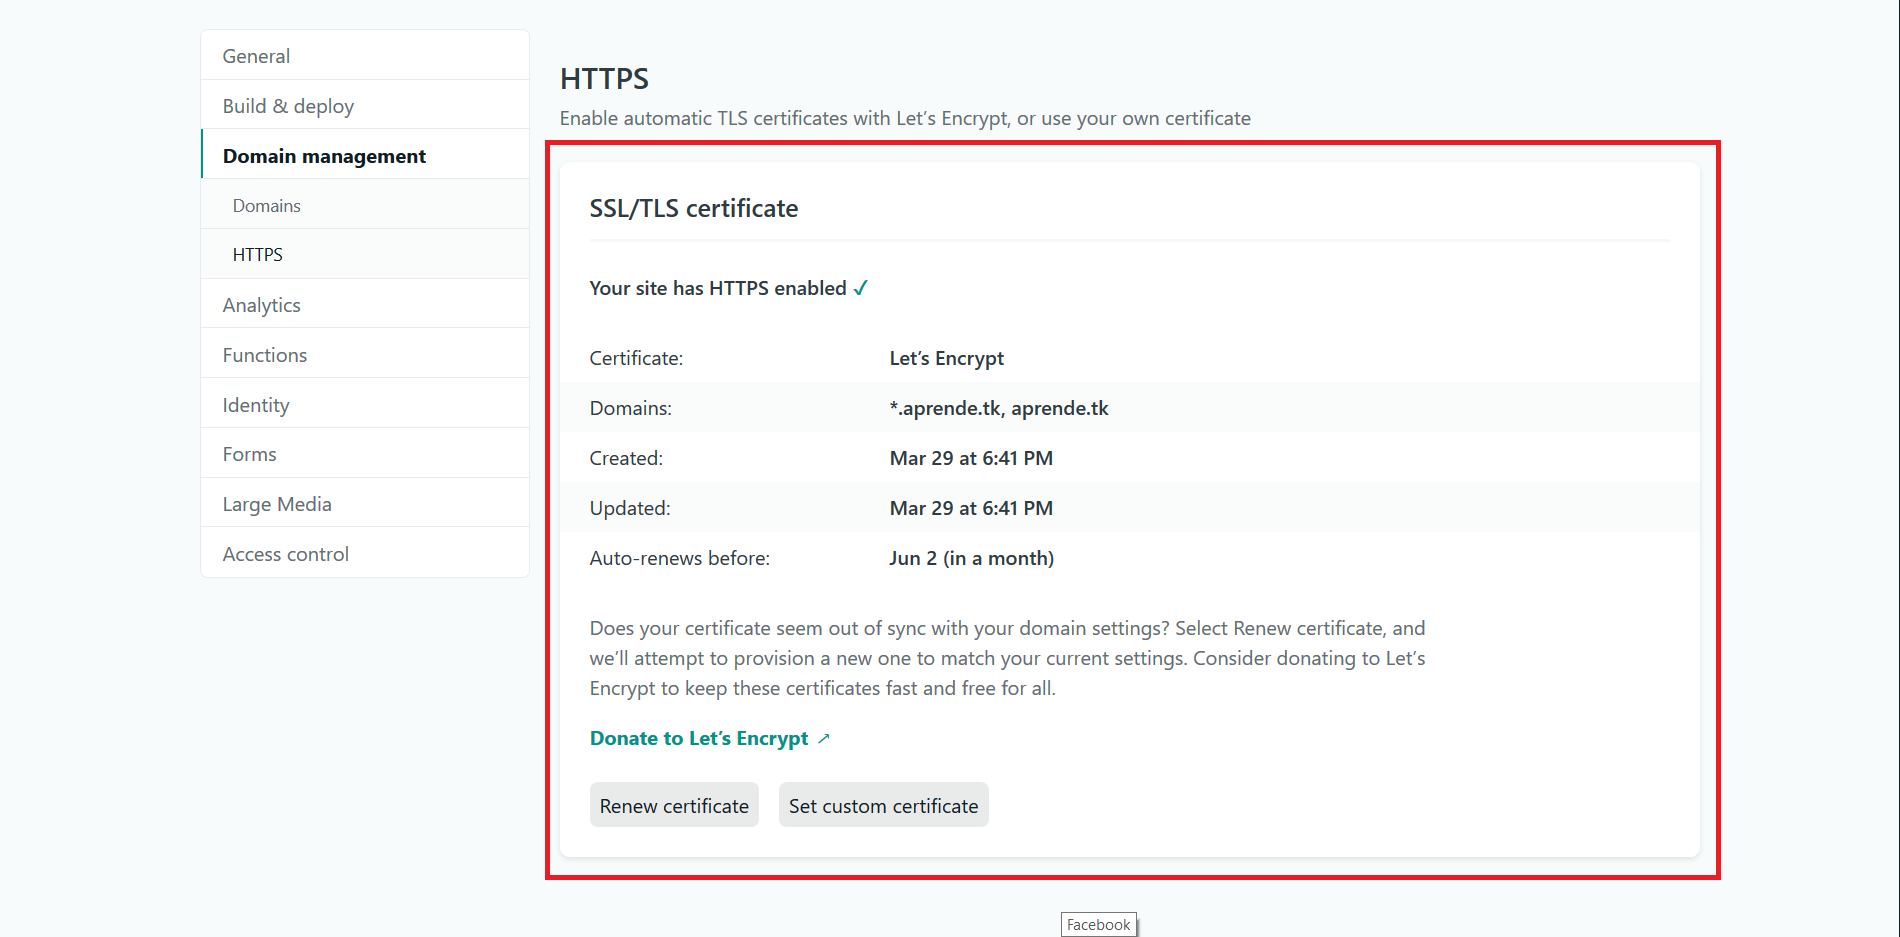 General
Build & deploy
Domain management
Domains
HTTPS
Analytics
Functions
Identity
Forms
Large Media
Access control
HTTPS
Enable automatic TLS certificates with Let’s Encrypt, or use your own certificate
SSL/TLS certificate
Your site has HTTPS enabled ✓
Certificate: Let’s Encrypt
Domains: *.aprende.tk, aprende.tk
Created: Mar 29 at 6:41 PM
Updated: Mar 29 at 6:41 PM
Auto-renews before: Jun 2 (in a month)
Does your certificate seem out of sync with your domain settings? Select Renew certificate, and
we’ll attempt to provision a new one to match your current settings. Consider donating to Let’s
Encrypt to keep these certificates fast and free for all.
Donate to Let’s Encrypt ↗
Renew certificate Set custom certificate
Facebook